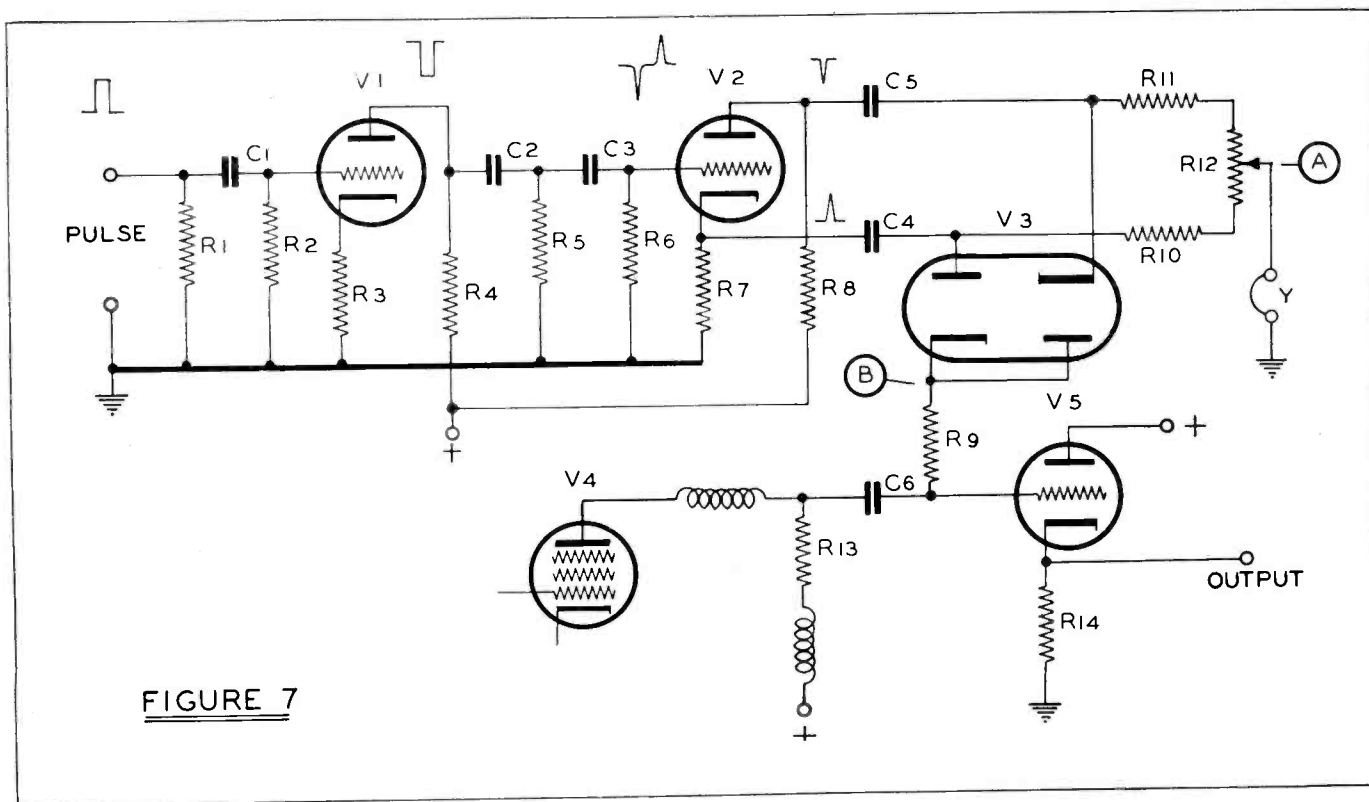 V1
V2
C5
R11
C1
C2
C3
R12
A
PULSE
R1
R2
R3
R4
R5
R6
R7
R8
C4
V3
R10
Y
B
V5
+
R9
+
V4
C6
R13
OUTPUT
R14
+
FIGURE 7